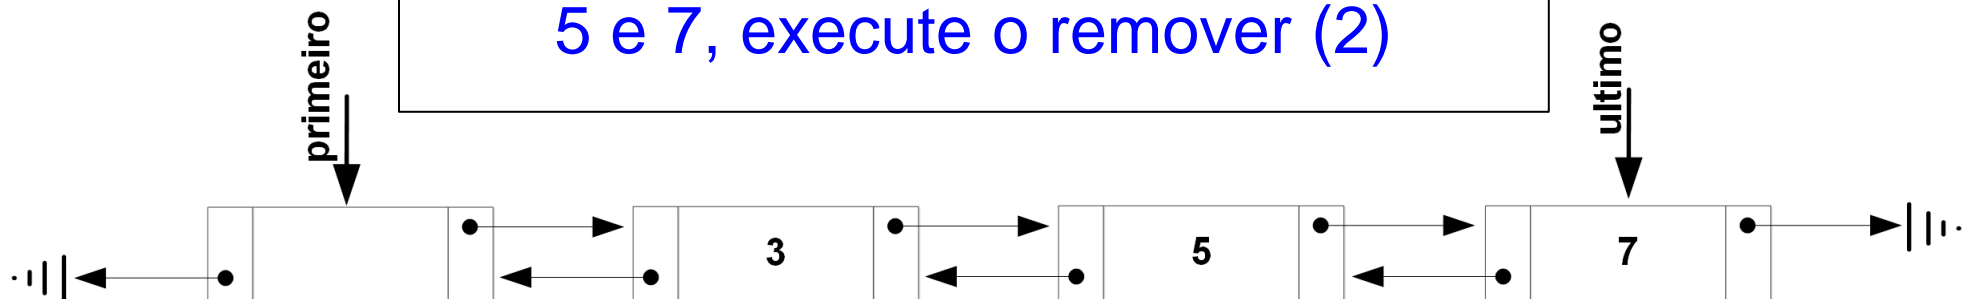 5 e 7, execute o remover (2)
primeiro
ultimo
3
5
7